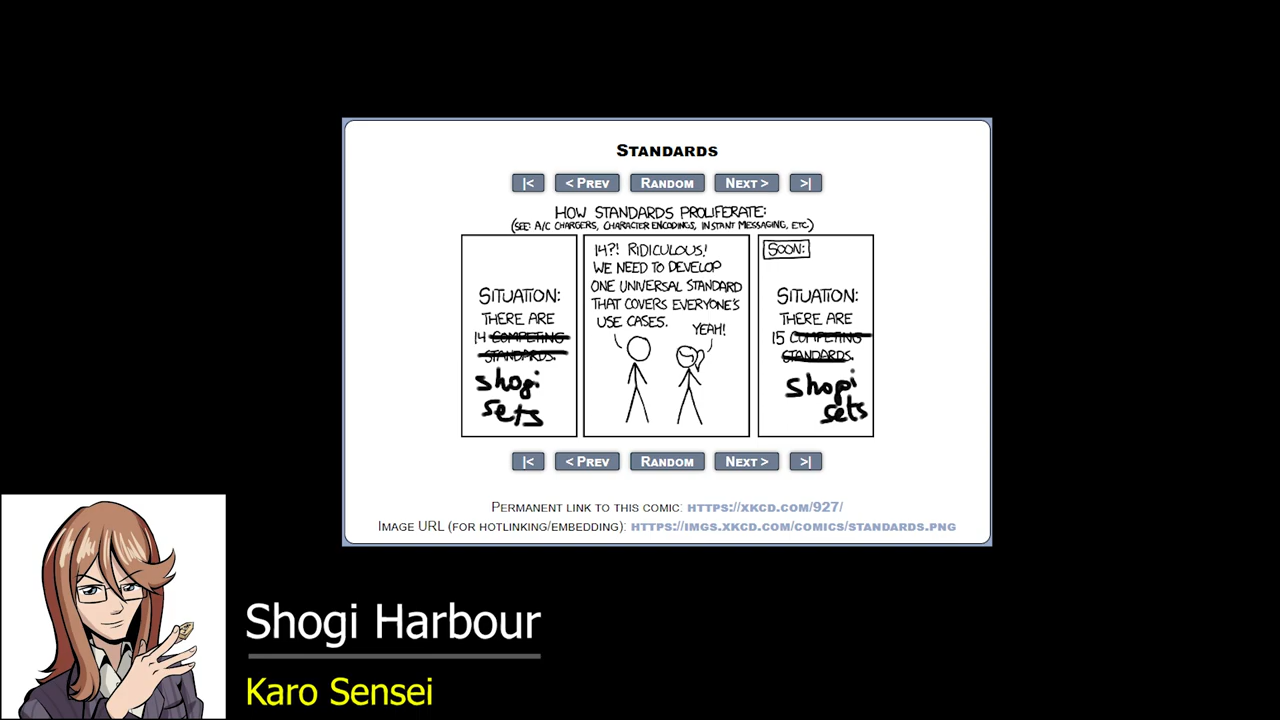 STANDARDS
|<
< PREV
RANDOM
NEXT >
>|
HOW STANDARDS PROLIFERATE:
(SEE: A/C CHARGERS, CHARACTER ENCODINGS, INSTANT MESSAGING, ETC.)
SITUATION:
THERE ARE
14 COMPETING
STANDARDS.
shogi
sets
14?! RIDICULOUS!
WE NEED TO DEVELOP
ONE UNIVERSAL STANDARD
THAT COVERS EVERYONE'S
USE CASES.
YEAH!
SOON:
SITUATION:
THERE ARE
15 COMPETING
STANDARDS.
shogi
sets
|<
< PREV
RANDOM
NEXT >
>|
PERMANENT LINK TO THIS COMIC: HTTPS://XKCD.COM/927/
IMAGE URL (FOR HOTLINKING/EMBEDDING): HTTPS://IMGS.XKCD.COM/COMICS/STANDARDS.PNG
Shogi Harbour
Karo Sensei